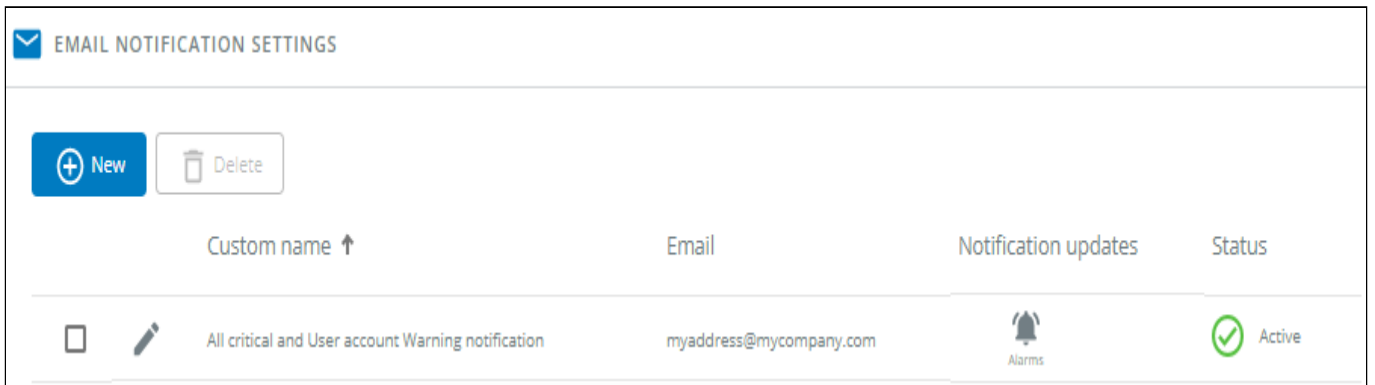 EMAIL NOTIFICATION SETTINGS
New Delete
Custom name Email Notification updates Status
All critical and User account Warning notification myaddress@mycompany.com Alarms Active